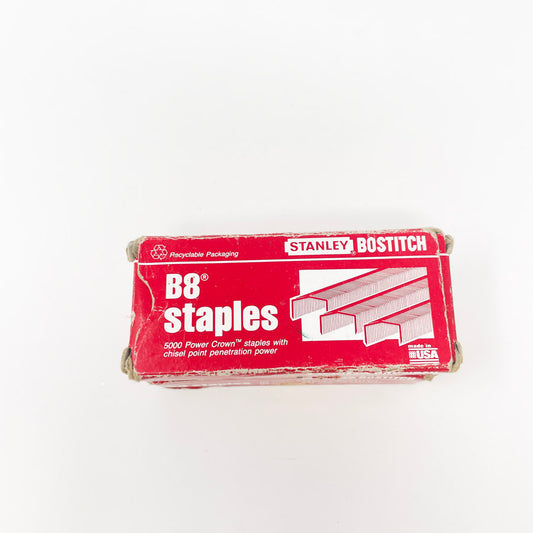 Recyclable Packaging
STANLEY® BOSTITCH
B8®
staples
5000 Power Crown™ staples with
chisel point penetration power
made in
USA